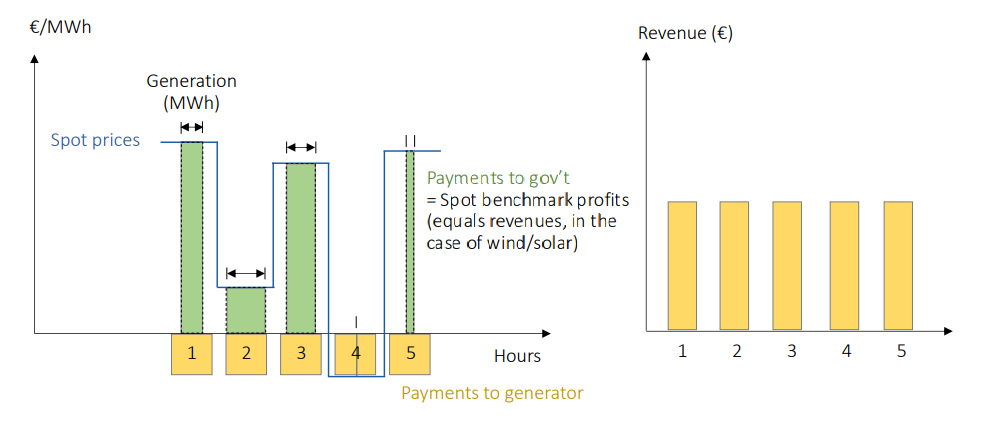 €/MWh
Generation
(MWh)
Spot prices
Payments to gov't
= Spot benchmark profits
(equals revenues, in the
case of wind/solar)
1 2 3 4 5
Hours
Payments to generator
Revenue (€)
1 2 3 4 5